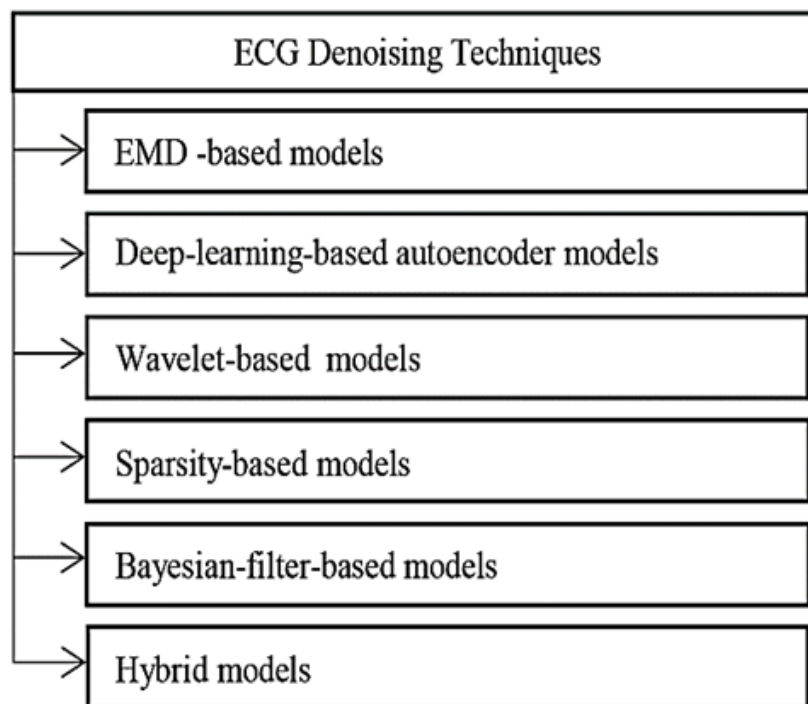 ECG Denoising Techniques
EMD -based models
Deep-learning-based autoencoder models
Wavelet-based models
Sparsity-based models
Bayesian-filter-based models
Hybrid models